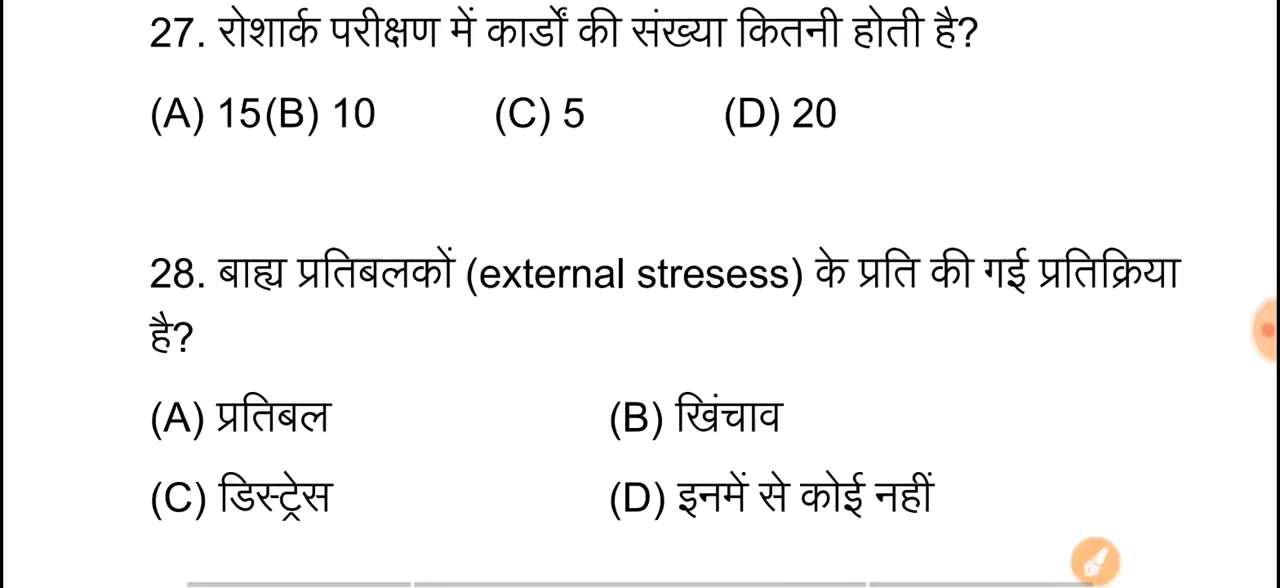 27. रोशार्क परीक्षण में कार्डों की संख्या कितनी होती है?
(A) 15(B) 10 (C) 5 (D) 20
28. बाह्य प्रतिबलकों (external stresess) के प्रति की गई प्रतिक्रिया
है?
(A) प्रतिबल (B) खिंचाव
(C) डिस्ट्रेस (D) इनमें से कोई नहीं